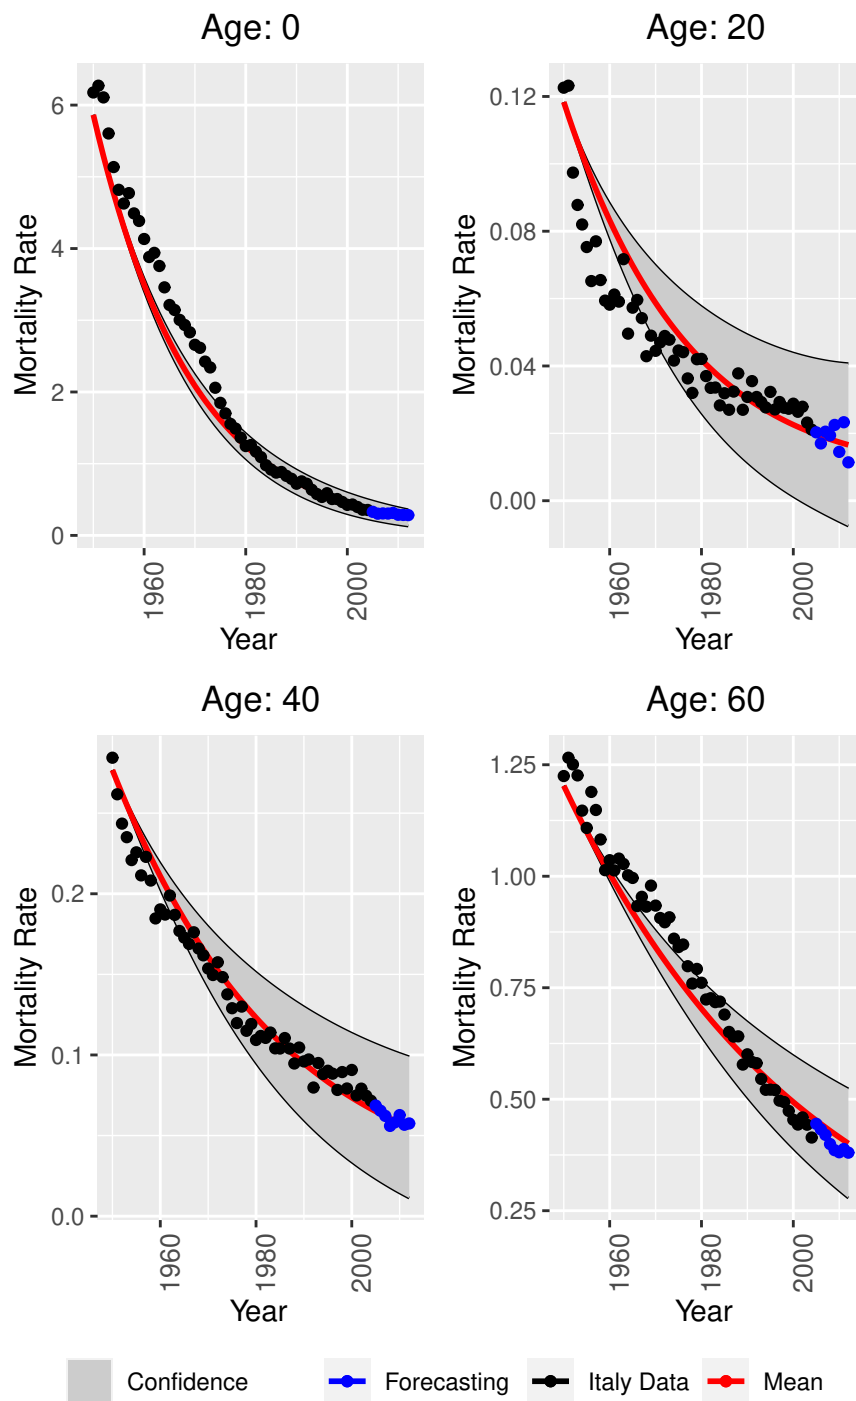 Age: 0
Mortality Rate
6
4
2
0
1960
1980
2000
Year
Age: 20
Mortality Rate
0.12
0.08
0.04
0.00
1960
1980
2000
Year
Age: 40
Mortality Rate
0.2
0.1
0.0
1960
1980
2000
Year
Age: 60
Mortality Rate
1.25
1.00
0.75
0.50
0.25
1960
1980
2000
Year
Confidence
Forecasting
Italy Data
Mean